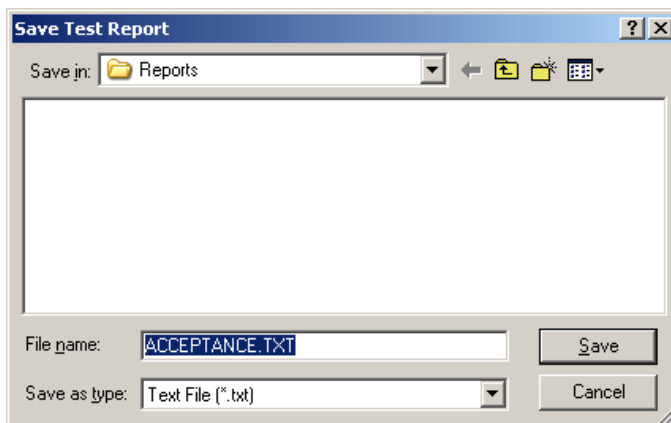 Save Test Report
Save in: Reports
File name: ACCEPTANCE.TXT Save
Save as type: Text File (*.txt) Cancel